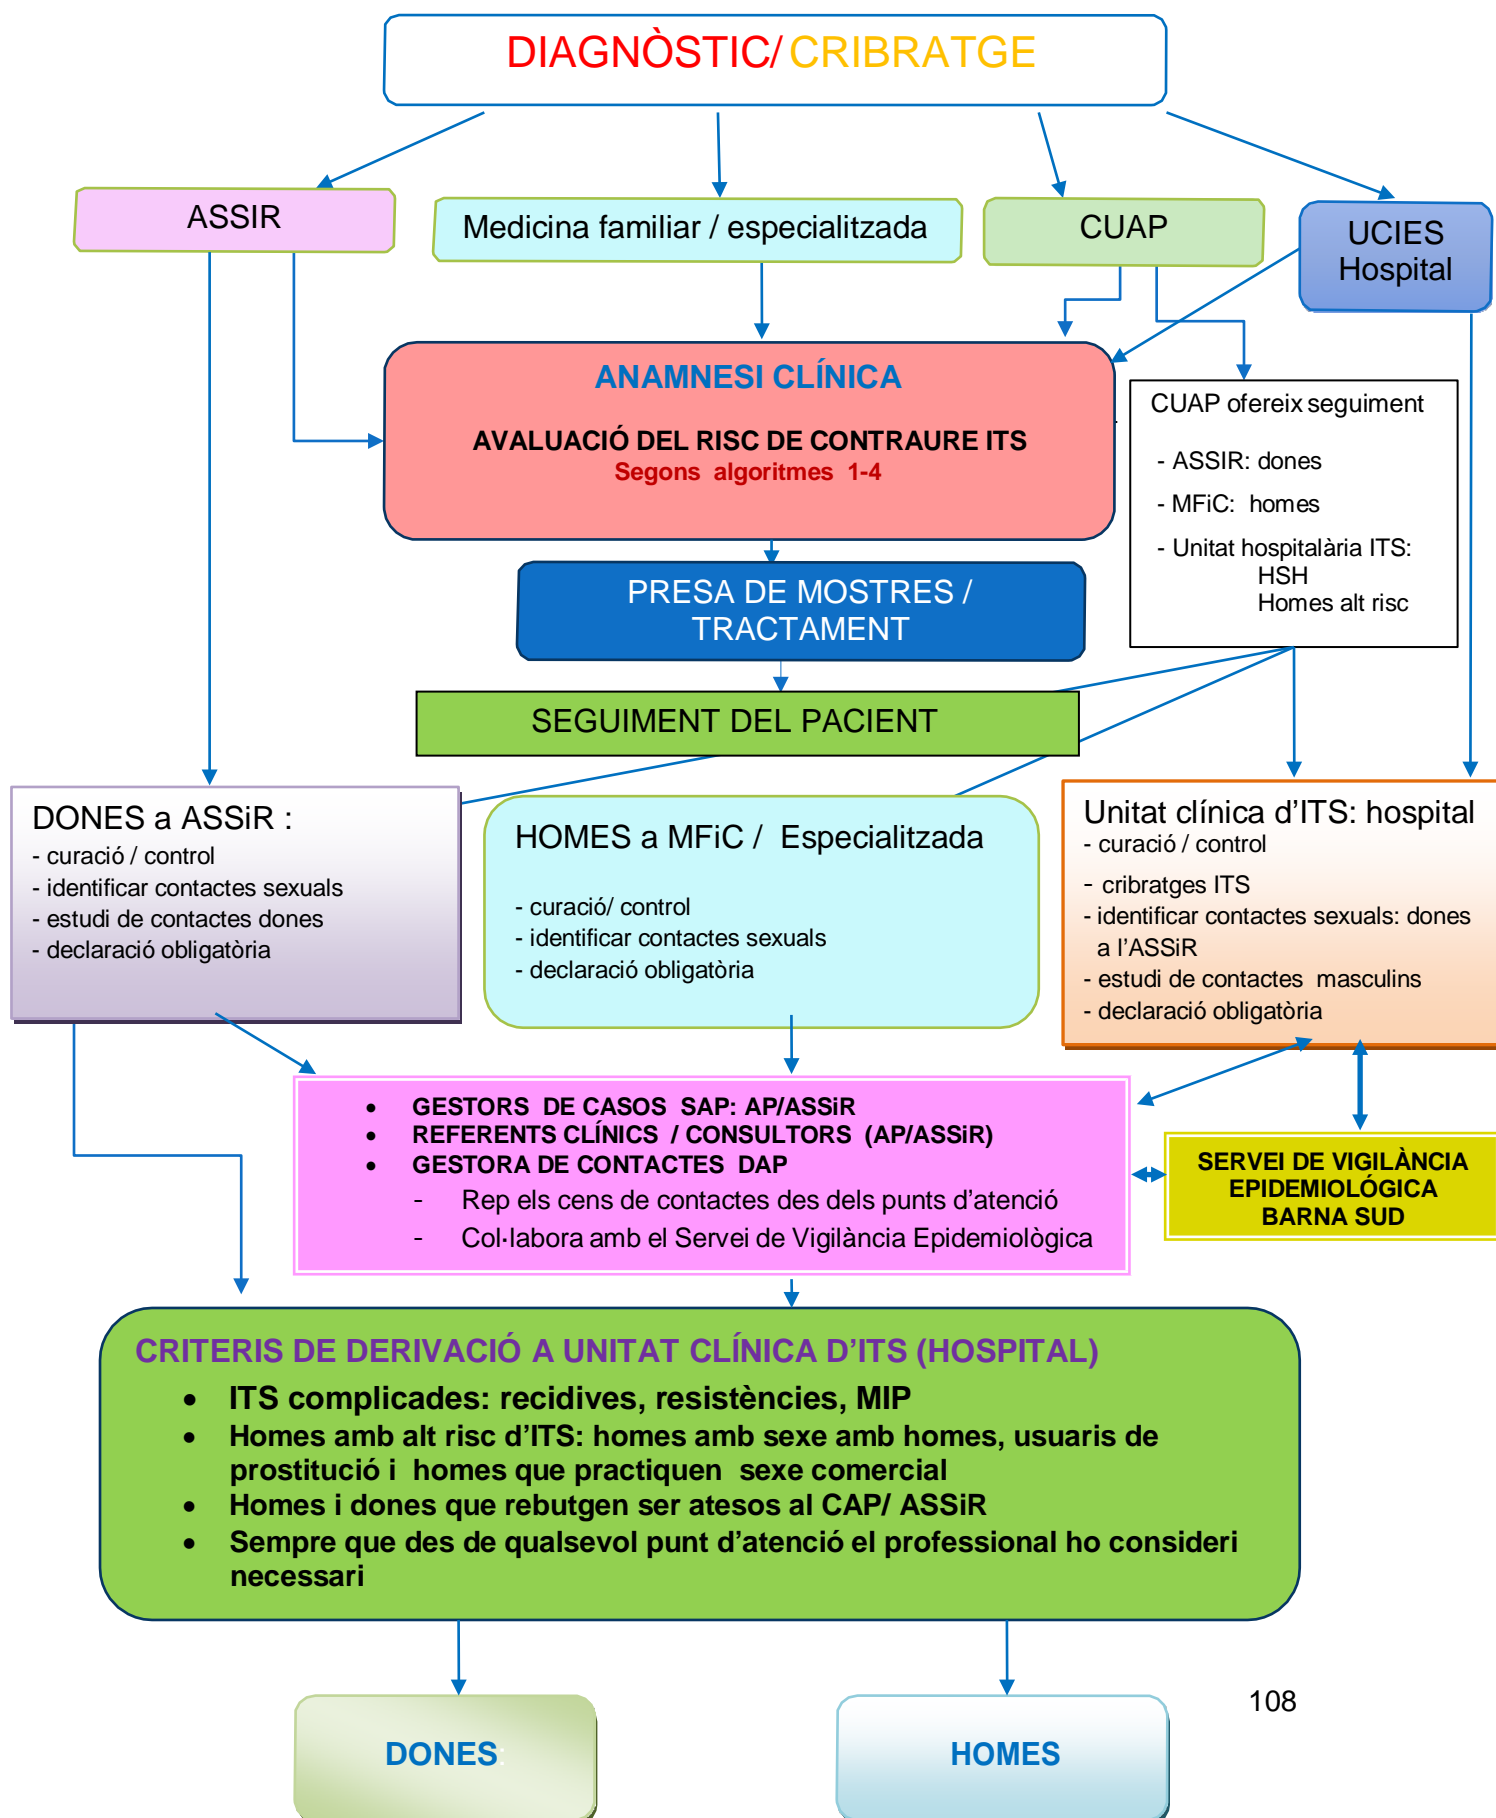 DIAGNÒSTIC/ CRIBRATGE
ASSIR
Medicina familiar / especialitzada
CUAP
UCIES
Hospital
ANAMNESI CLÍNICA
AVALUACIÓ DEL RISC DE CONTRAURE ITS
Segons algoritmes 1-4
CUAP ofereix seguiment
- ASSIR: dones
- MFiC: homes
- Unitat hospitalària ITS:
HSH
Homes alt risc
PRESA DE MOSTRES /
TRACTAMENT
SEGUIMENT DEL PACIENT
DONES a ASSiR :
- curació / control
- identificar contactes sexuals
- estudi de contactes dones
- declaració obligatòria
HOMES a MFiC / Especialitzada
- curació/ control
- identificar contactes sexuals
- declaració obligatòria
Unitat clínica d’ITS: hospital
- curació / control
- cribratges ITS
- identificar contactes sexuals: dones
a l’ASSiR
- estudi de contactes masculins
- declaració obligatòria
• GESTORS DE CASOS SAP: AP/ASSiR
• REFERENTS CLÍNICS / CONSULTORS (AP/ASSiR)
• GESTORA DE CONTACTES DAP
- Rep els cens de contactes des dels punts d’atenció
- Col·labora amb el Servei de Vigilància Epidemiològica
SERVEI DE VIGILÀNCIA
EPIDEMIOLÓGICA
BARNA SUD
CRITERIS DE DERIVACIÓ A UNITAT CLÍNICA D’ITS (HOSPITAL)
• ITS complicades: recidives, resistències, MIP
• Homes amb alt risc d’ITS: homes amb sexe amb homes, usuaris de
prostitució i homes que practiquen sexe comercial
• Homes i dones que rebutgen ser atesos al CAP/ ASSiR
• Sempre que des de qualsevol punt d’atenció el professional ho consideri
necessari
108
DONES:
HOMES